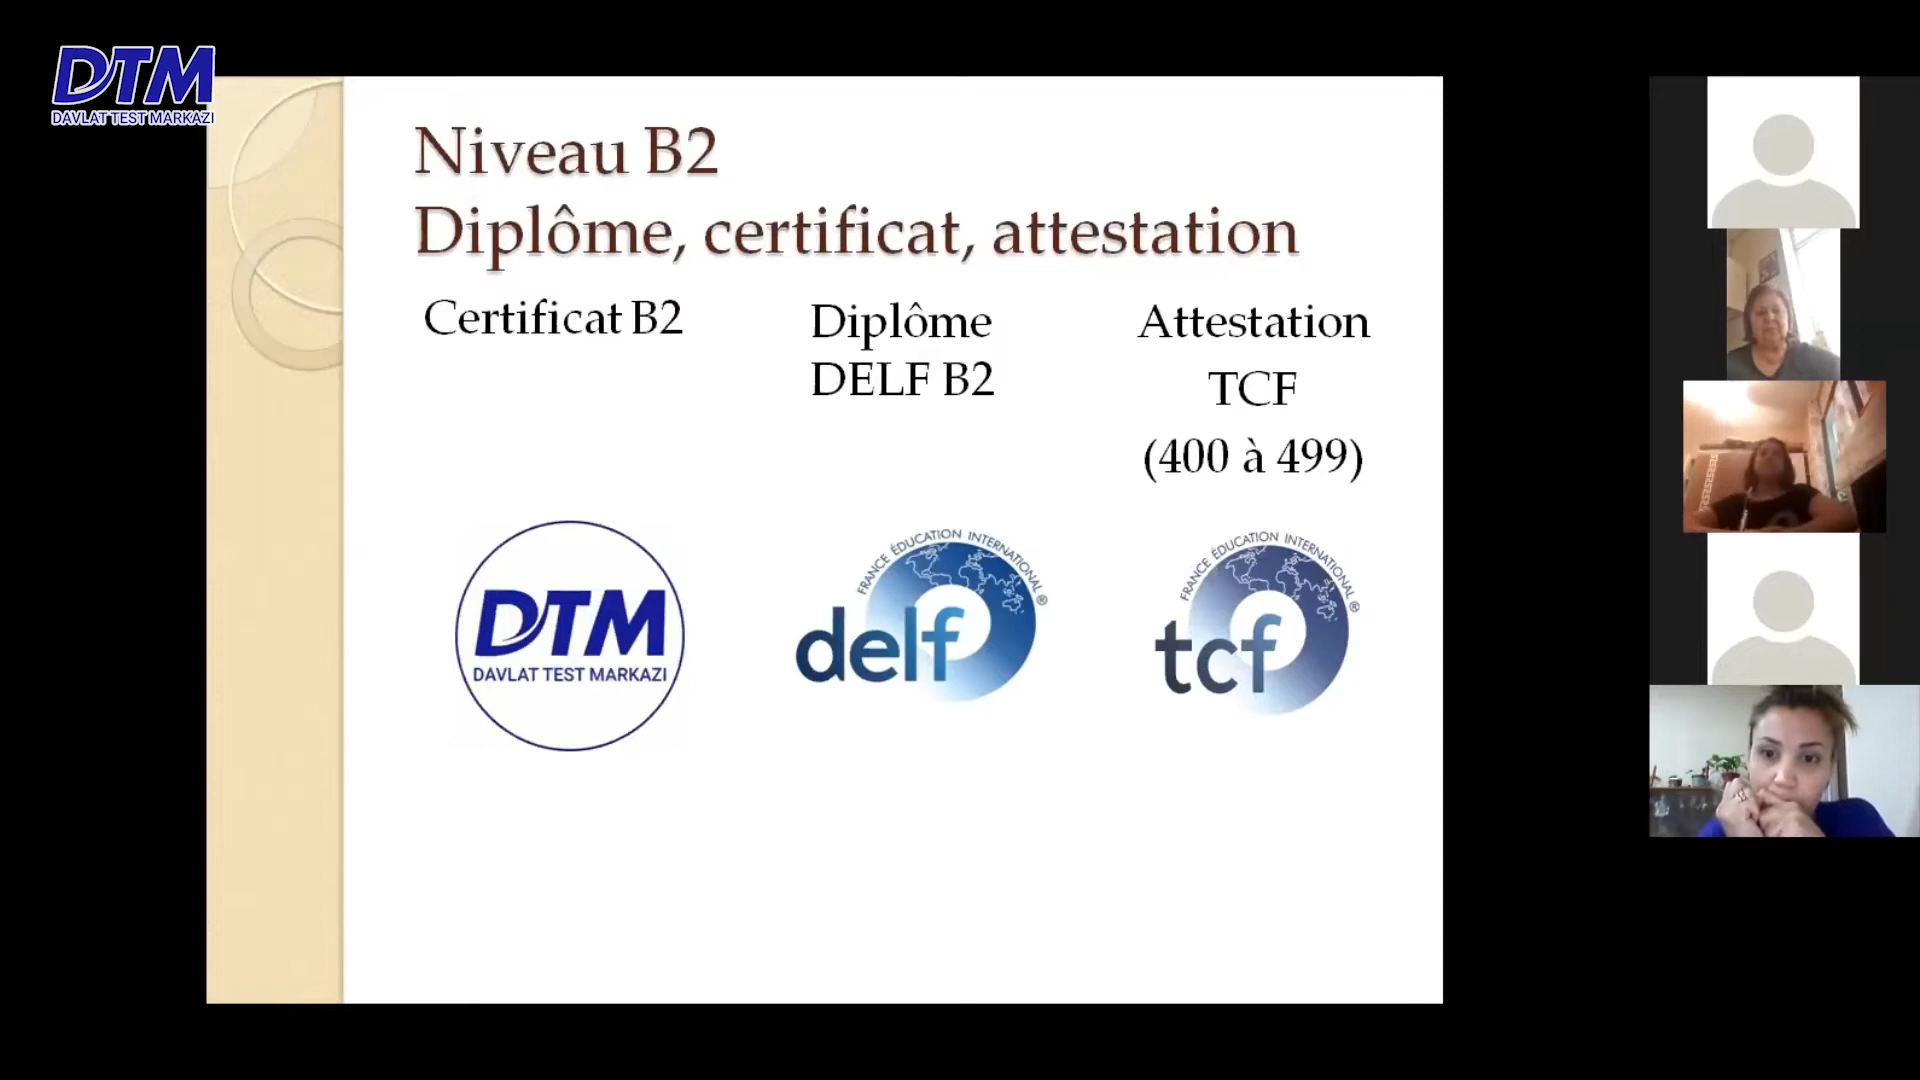 DTM
DAVLAT TEST MARKAZI
Niveau B2
Diplôme, certificat, attestation
Certificat B2
Diplôme
DELF B2
Attestation
TCF
(400 à 499)
DTM
DAVLAT TEST MARKAZI
FRANCE ÉDUCATION INTERNATIONAL®
delf
FRANCE ÉDUCATION INTERNATIONAL®
tcf